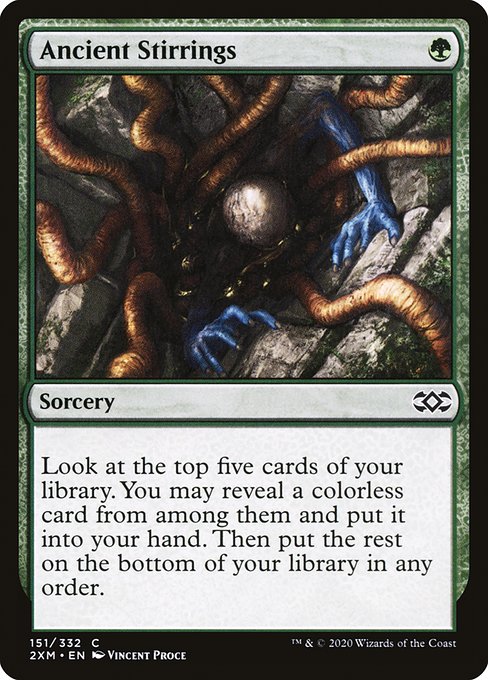 Ancient Stirrings
Sorcery
Look at the top five cards of your
library. You may reveal a colorless
card from among them and put it
into your hand. Then put the rest
on the bottom of your library in any
order.
151/332 C
™ & © 2020 Wizards of the Coast
2XM • EN Vincent Proce